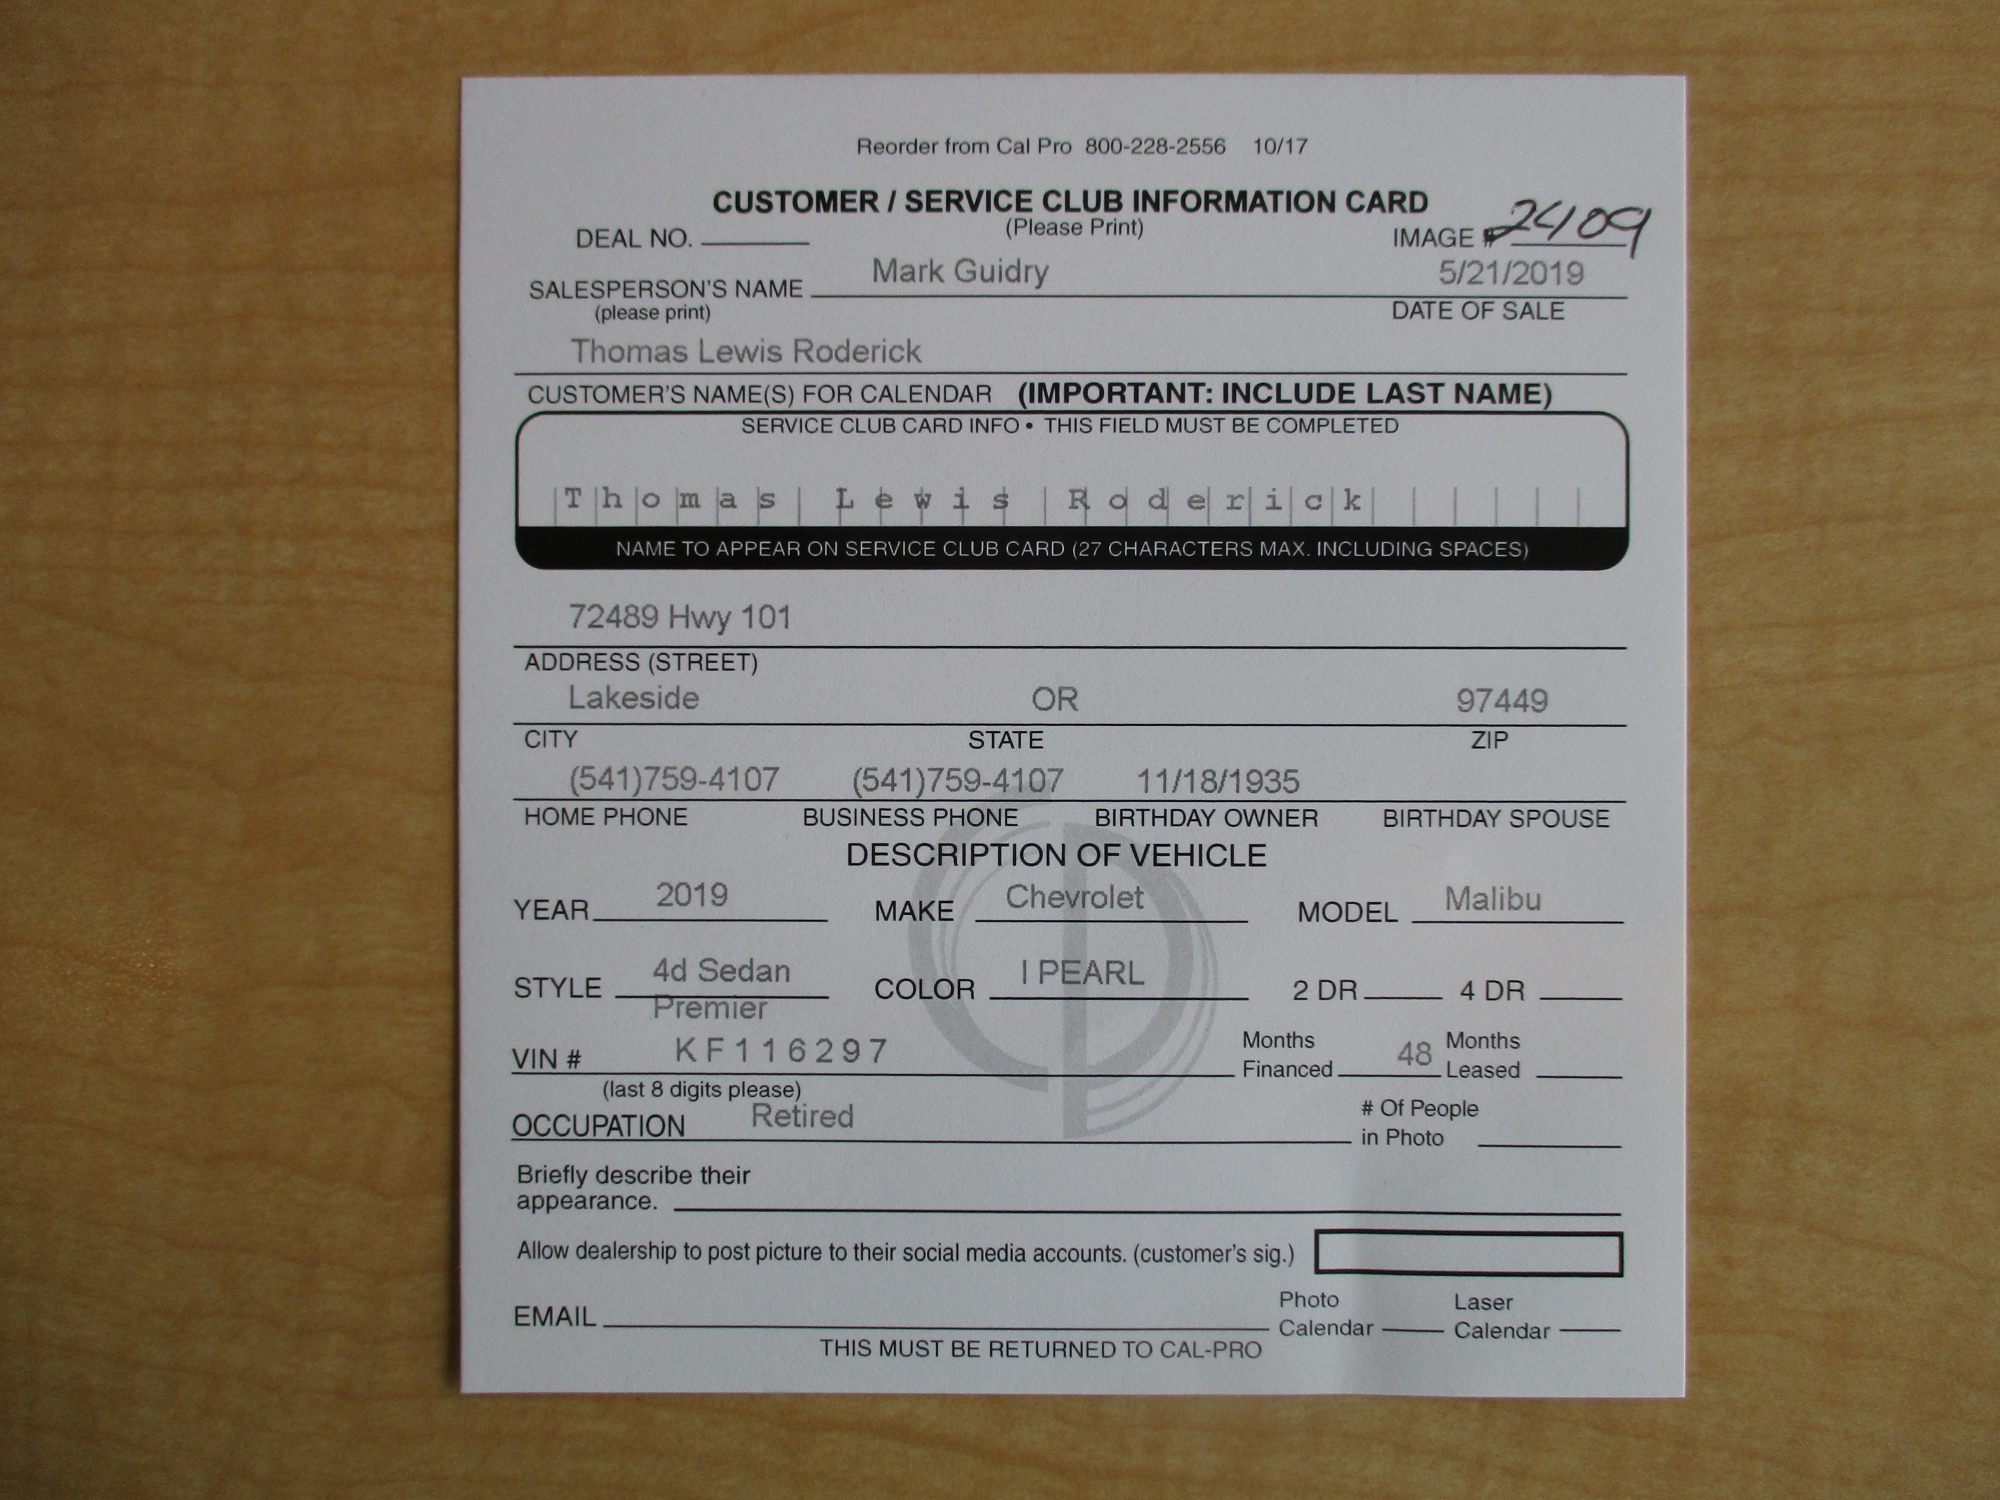 Reorder from Cal Pro 800-228-2556 10/17
CUSTOMER / SERVICE CLUB INFORMATION CARD
(Please Print)
DEAL NO. IMAGE # 2409
SALESPERSON'S NAME Mark Guidry 5/21/2019
(please print) DATE OF SALE
Thomas Lewis Roderick
CUSTOMER'S NAME(S) FOR CALENDAR (IMPORTANT: INCLUDE LAST NAME)
SERVICE CLUB CARD INFO • THIS FIELD MUST BE COMPLETED
Thomas Lewis Roderick
NAME TO APPEAR ON SERVICE CLUB CARD (27 CHARACTERS MAX. INCLUDING SPACES)
72489 Hwy 101
ADDRESS (STREET)
Lakeside OR 97449
CITY STATE ZIP
(541)759-4107 (541)759-4107 11/18/1935
HOME PHONE BUSINESS PHONE BIRTHDAY OWNER BIRTHDAY SPOUSE
DESCRIPTION OF VEHICLE
YEAR 2019 MAKE Chevrolet MODEL Malibu
STYLE 4d Sedan COLOR I PEARL 2 DR 4 DR
Premier
VIN # KF116297 Months Financed 48 Months Leased
(last 8 digits please)
OCCUPATION Retired # Of People in Photo
Briefly describe their
appearance.
Allow dealership to post picture to their social media accounts. (customer's sig.)
EMAIL Photo Calendar Laser Calendar
THIS MUST BE RETURNED TO CAL-PRO